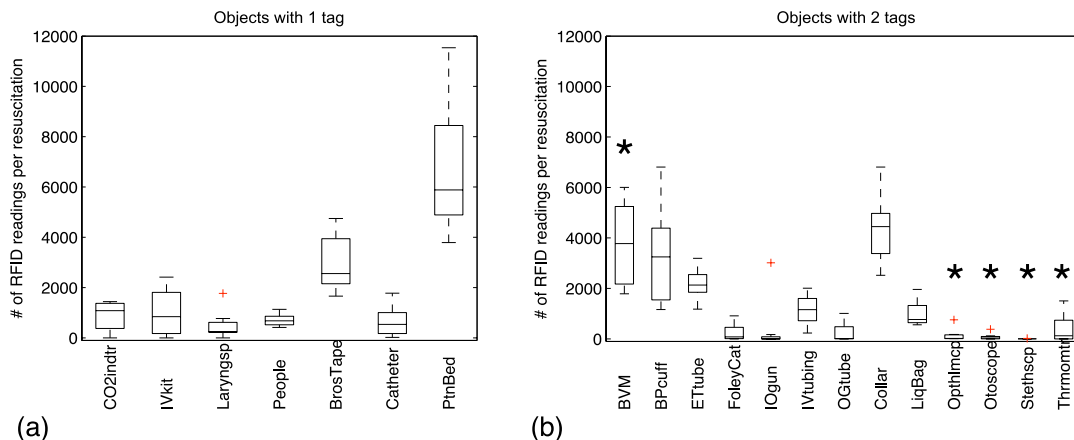 Objects with 1 tag
# of RFID readings per resuscitation
12000
10000
8000
6000
4000
2000
0
CO2indtr
IVkit
Laryngsp
People
BrosTape
Catheter
PtnBed
(a)
Objects with 2 tags
# of RFID readings per resuscitation
12000
10000
8000
6000
4000
2000
0
*
*
*
*
*
BVM
BPcuff
ETtube
FoleyCat
IOgun
IVtubing
OGtube
Collar
LiqBag
Opthlmcp
Otoscope
Stethscp
Thrmomtr
(b)